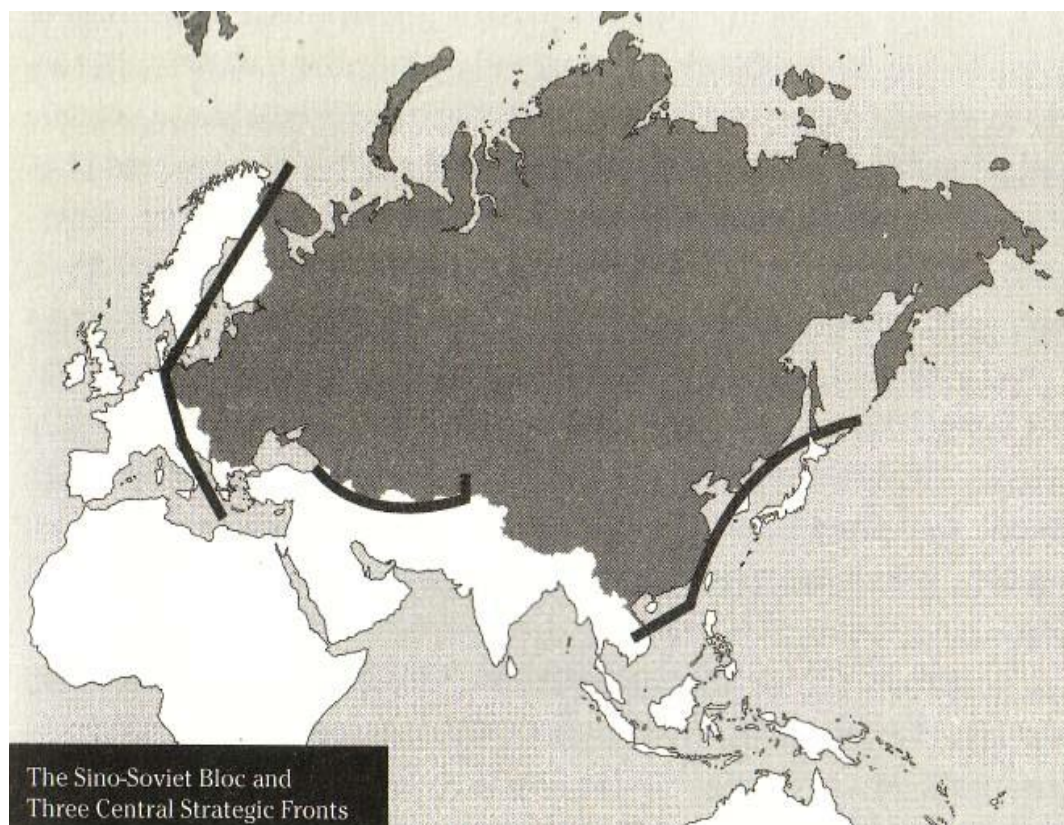 The Sino-Soviet Bloc and
Three Central Strategic Fronts